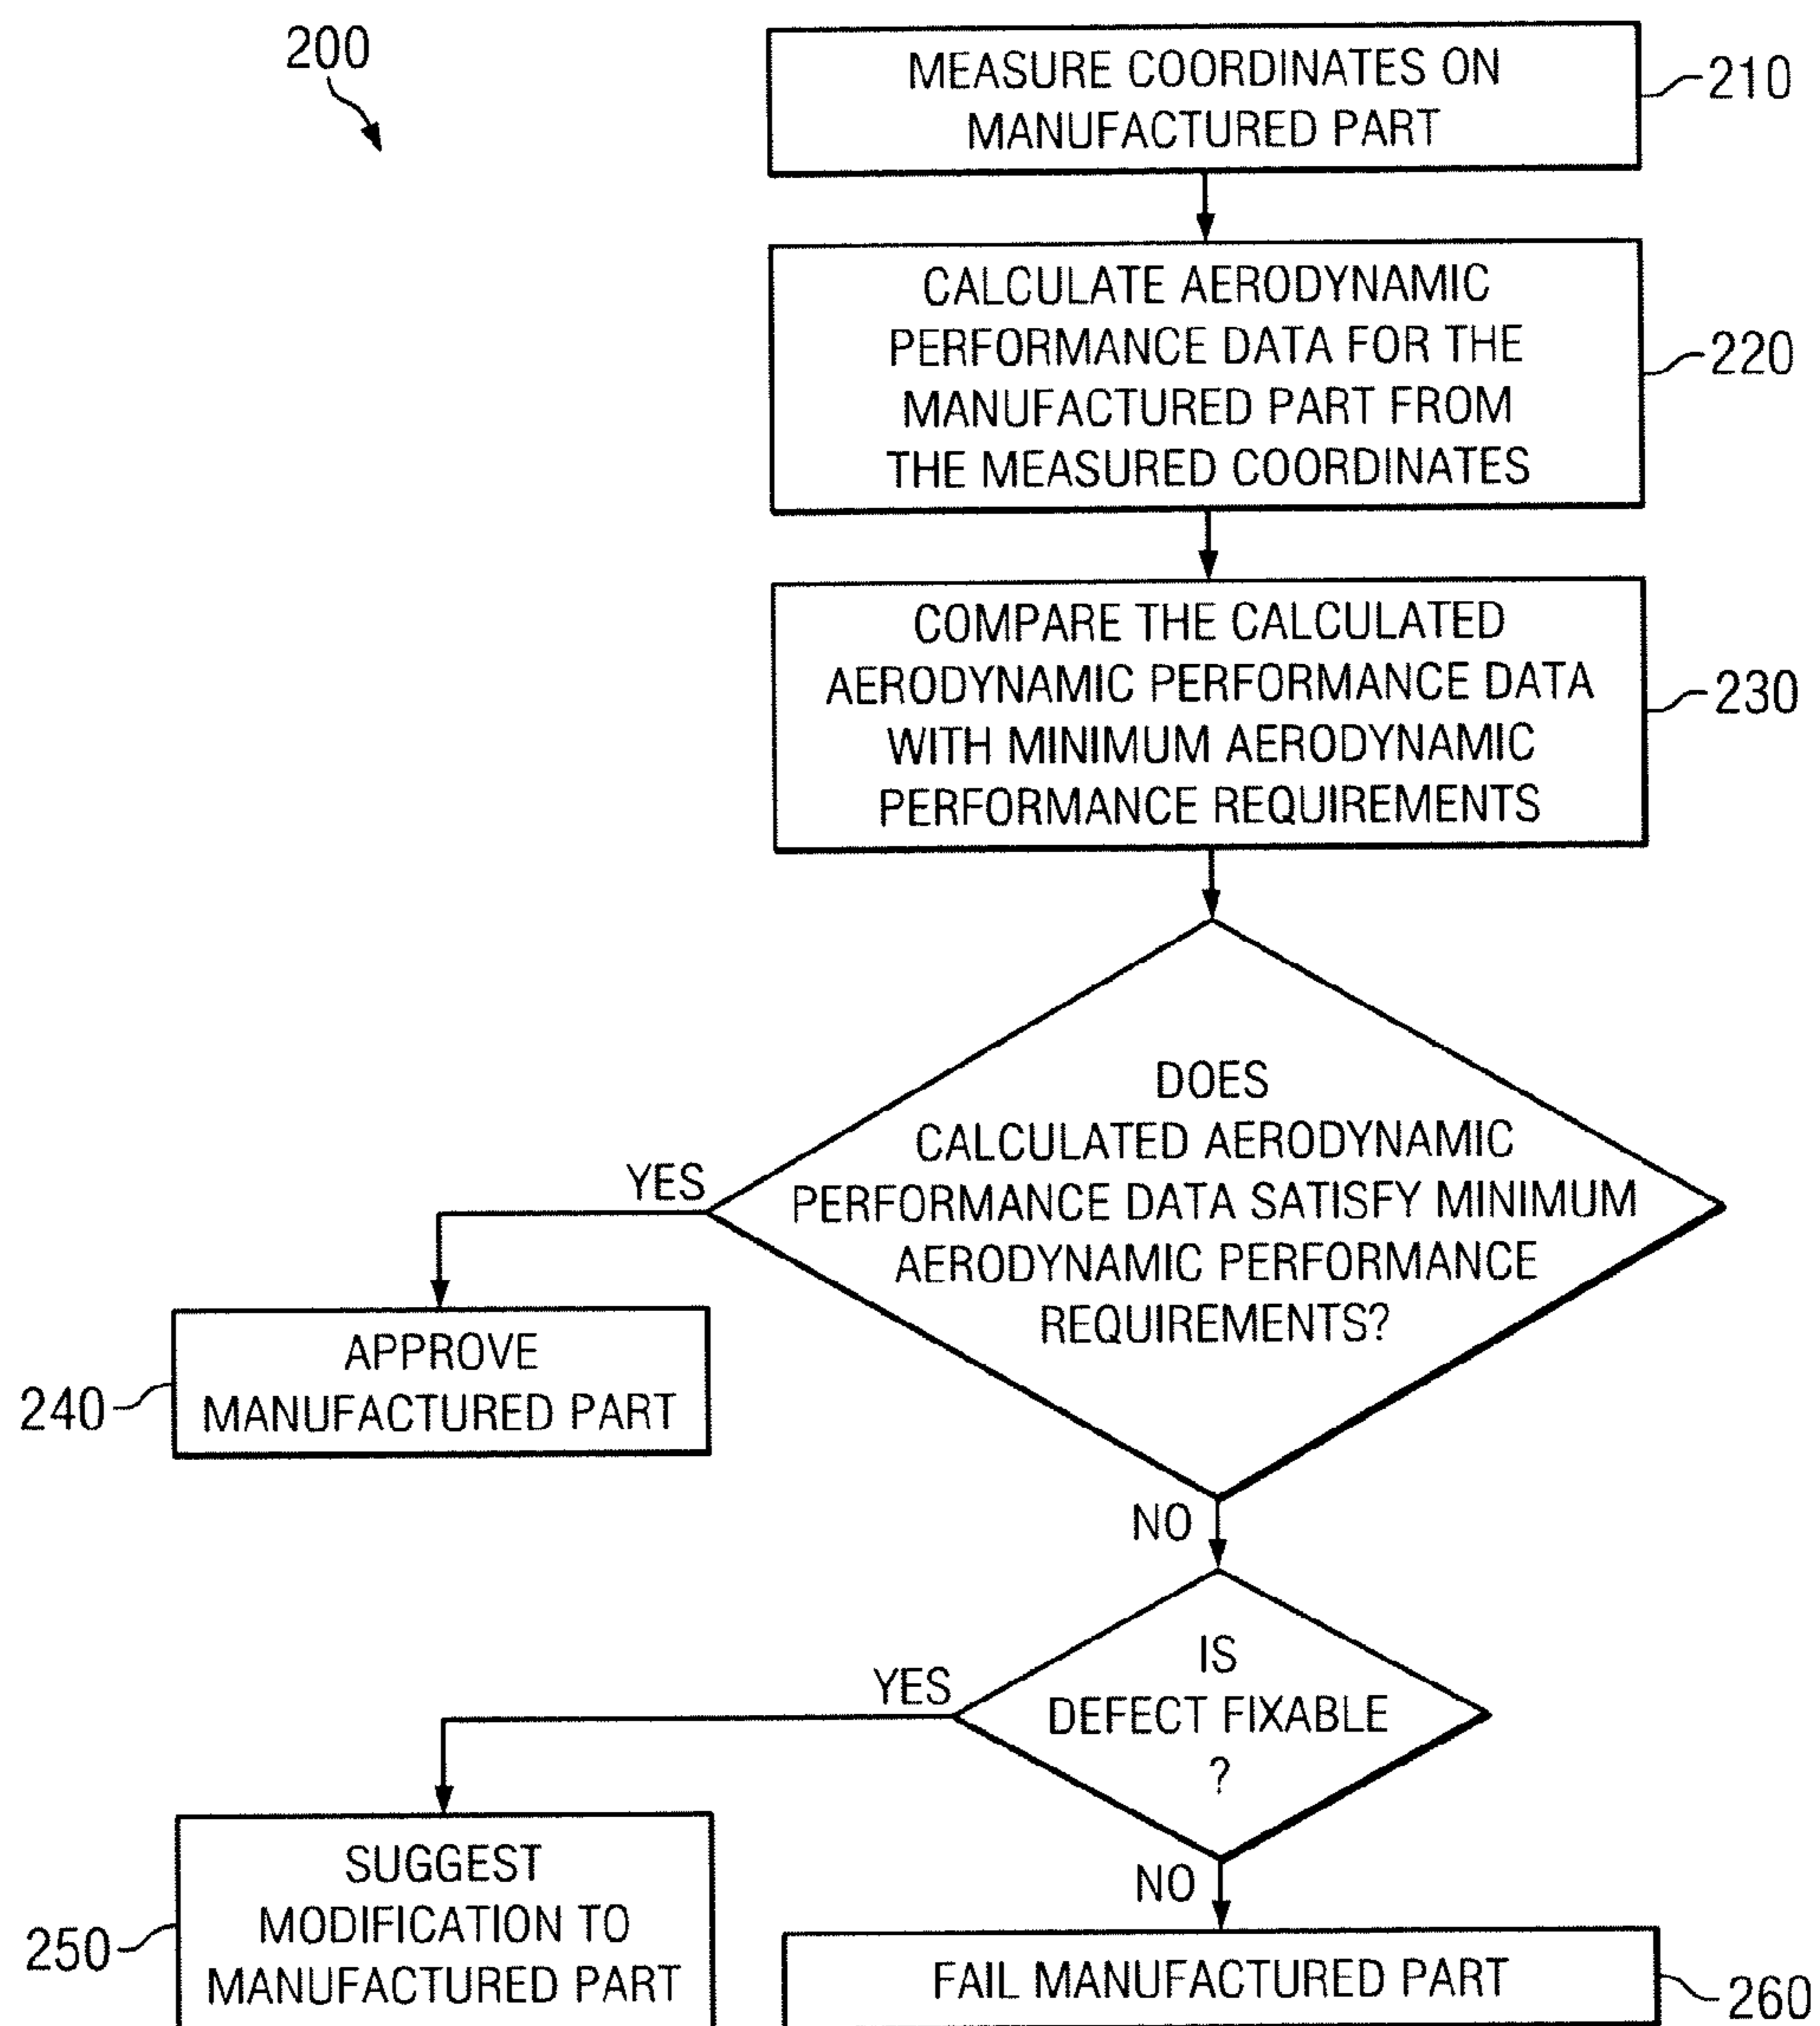 200
MEASURE COORDINATES ON
MANUFACTURED PART
210
CALCULATE AERODYNAMIC
PERFORMANCE DATA FOR THE
MANUFACTURED PART FROM
THE MEASURED COORDINATES
220
COMPARE THE CALCULATED
AERODYNAMIC PERFORMANCE DATA
WITH MINIMUM AERODYNAMIC
PERFORMANCE REQUIREMENTS
230
DOES
CALCULATED AERODYNAMIC
PERFORMANCE DATA SATISFY MINIMUM
AERODYNAMIC PERFORMANCE
REQUIREMENTS?
YES
APPROVE
MANUFACTURED PART
240
NO
IS
DEFECT FIXABLE
?
YES
SUGGEST
MODIFICATION TO
MANUFACTURED PART
250
NO
FAIL MANUFACTURED PART
260